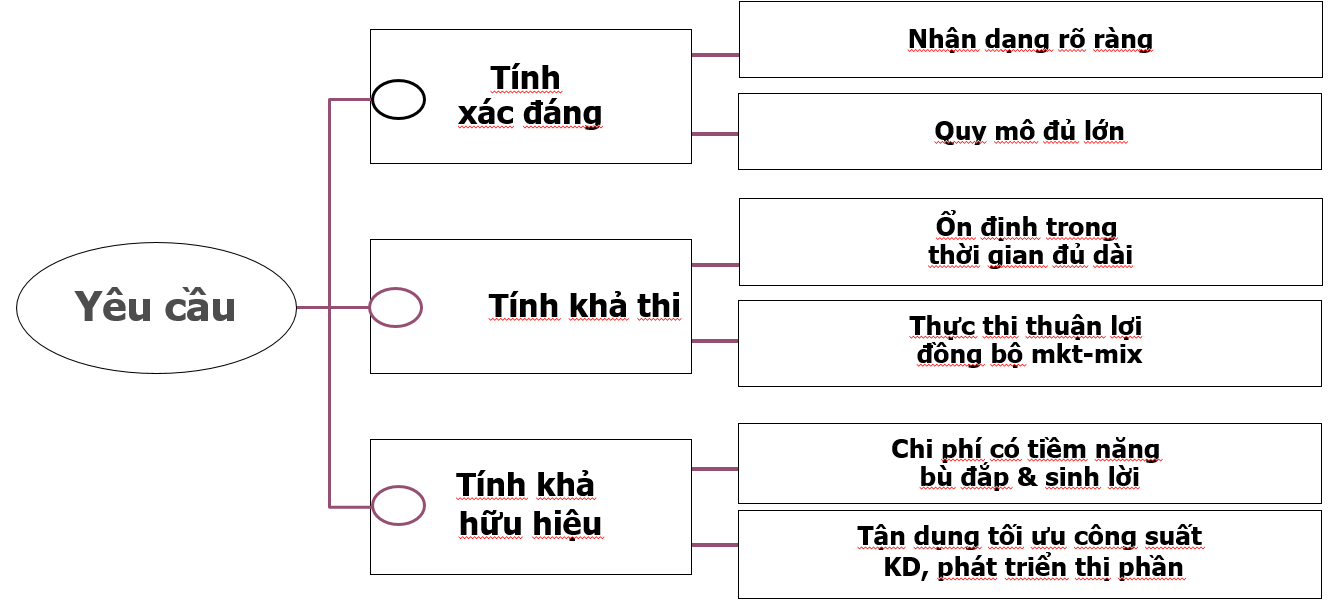 Yêu cầu
Tính
xác đáng
Nhận dạng rõ ràng
Quy mô đủ lớn
Tính khả thi
Ổn định trong
thời gian đủ dài
Thực thi thuận lợi
đồng bộ mkt-mix
Tính khả
hữu hiệu
Chi phí có tiềm năng
bù đắp & sinh lời
Tận dụng tối ưu công suất
KD, phát triển thị phần